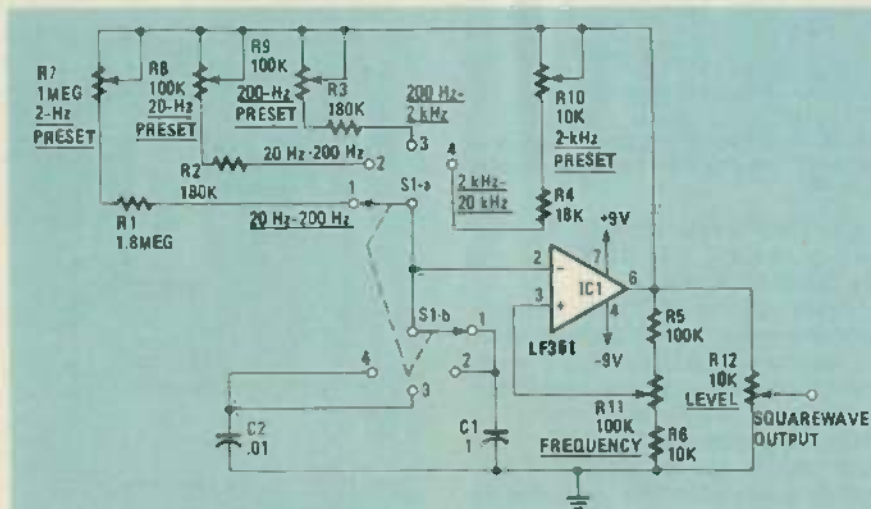 R7
1MEG
2-Hz
PRESET
R8
100K
20-Hz
PRESET
R9
100K
200-Hz
PRESET
R3
180K
200 Hz-
2 kHz
3
R10
10K
2-kHz
PRESET
4
20 Hz-200 Hz
2
R2
180K
2 kHz-
20 kHz
R4
18K
1
S1-a
20 Hz-200 Hz
R1
1.8MEG
+9V
7
2
-
IC1
6
3
+
4
LF351
-9V
S1-b
1
4
2
3
R5
100K
R12
10K
LEVEL
SQUAREWAVE
OUTPUT
R11
100K
FREQUENCY
R6
10K
C2
.01
C1
1